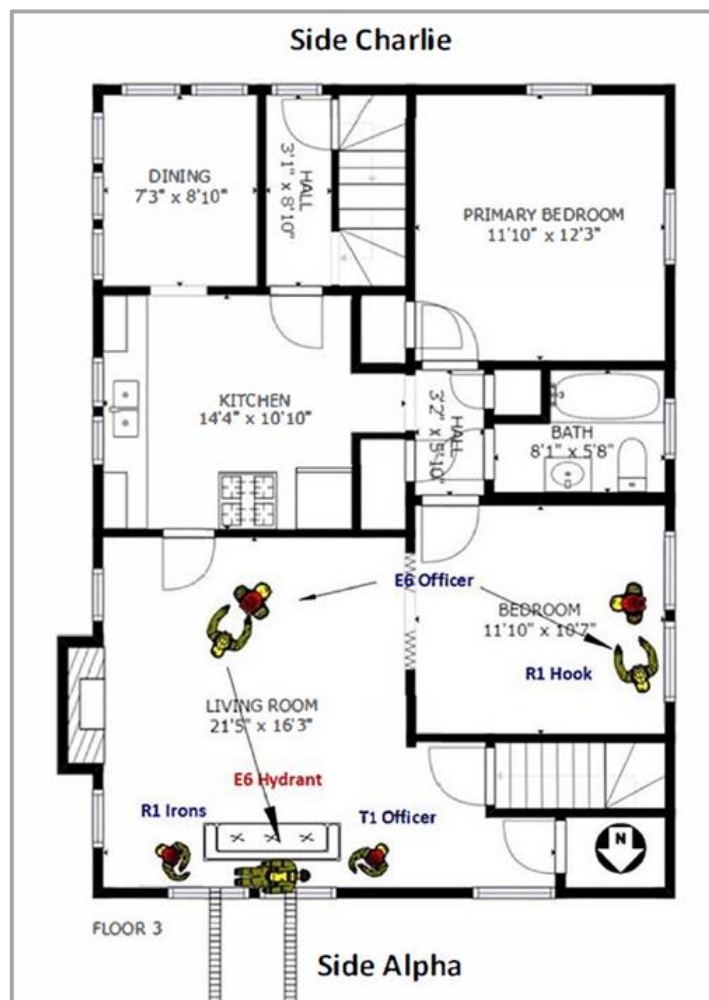 Side Charlie
DINING
7'3" x 8'10"
HALL
3'1" x 8'10"
PRIMARY BEDROOM
11'10" x 12'3"
KITCHEN
14'4" x 10'10"
HALL
3'2" x 5'10"
BATH
8'1" x 5'8"
E6 Officer
BEDROOM
11'10" x 10'7"
R1 Hook
LIVING ROOM
21'5" x 16'3"
E6 Hydrant
R1 Irons
T1 Officer
N
FLOOR 3
Side Alpha